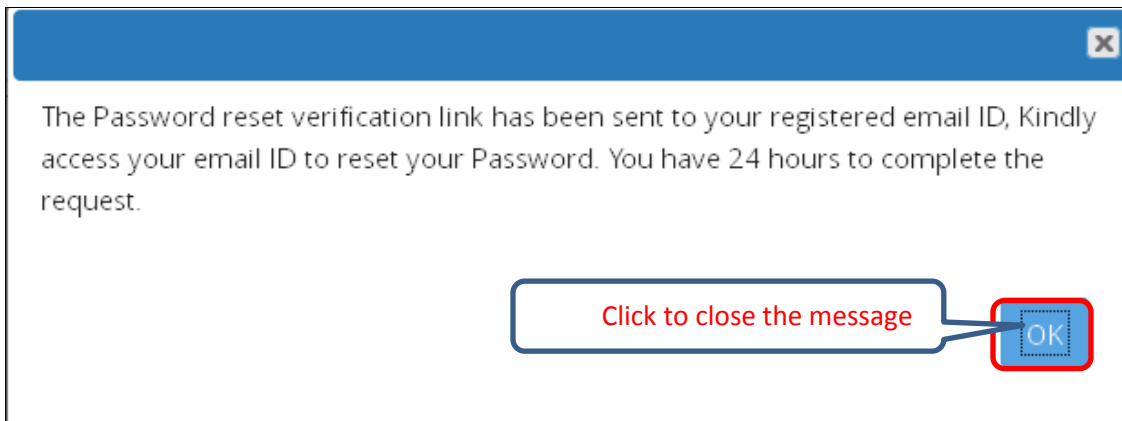 The Password reset verification link has been sent to your registered email ID, Kindly
access your email ID to reset your Password. You have 24 hours to complete the
request.
Click to close the message
OK